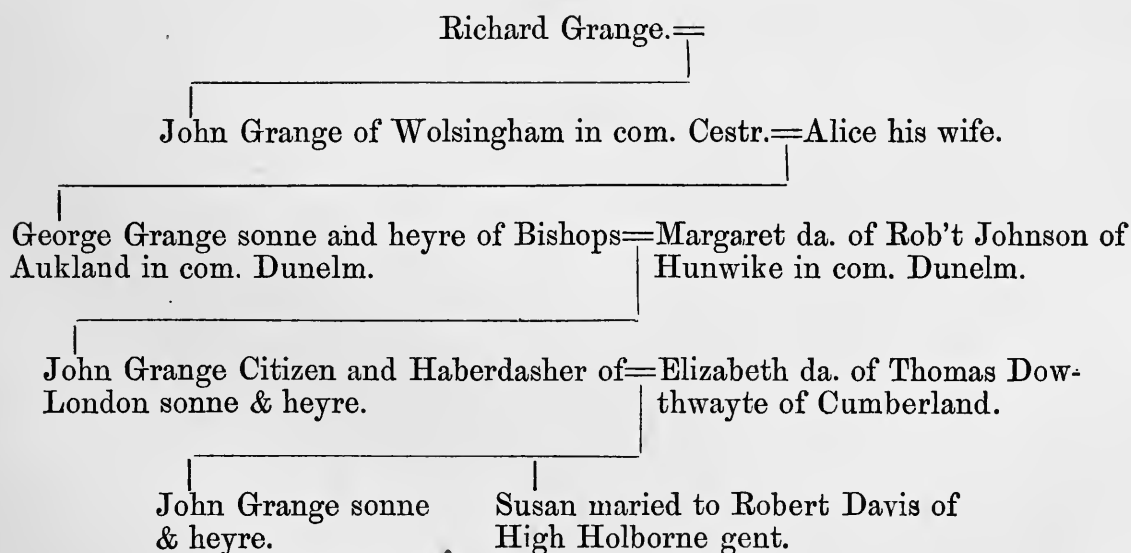 Richard Grange.=
John Grange of Wolsingham in com. Cestr.=Alice his wife.
George Grange sonne and heyre of Bishops=Margaret da. of Rob't Johnson of
Aukland in com. Dunelm. Hunwike in com. Dunelm.
John Grange Citizen and Haberdasher of=Elizabeth da. of Thomas Dow-
London sonne & heyre. thwayte of Cumberland.
John Grange sonne Susan maried to Robert Davis of
& heyre. High Holborne gent.